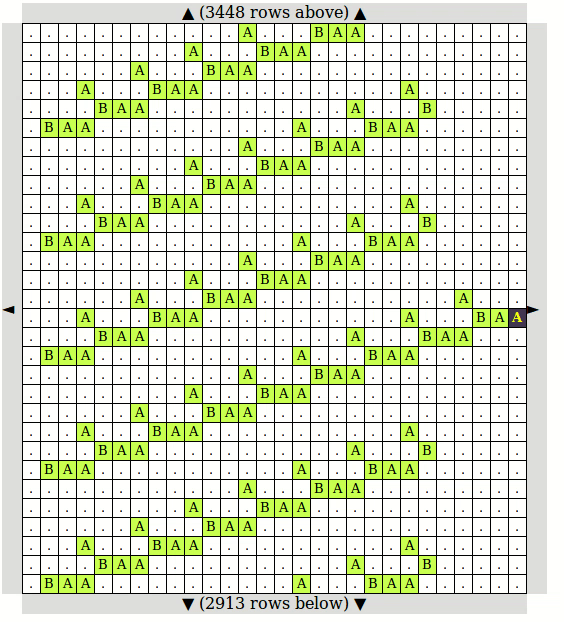 ▲ (3448 rows above) ▲
. . . . . . . . . . . . A . . . B A A . . . . . . . . .
. . . . . . . . . A . . . B A A . . . . . . . . . . . .
. . . . . . A . . . B A A . . . . . . . . . . . . . . .
. . . A . . . B A A . . . . . . . . . . . A . . . . . .
. . . . B A A . . . . . . . . . . . A . . . B . . . . .
. B A A . . . . . . . . . . . A . . . B A A . . . . . .
. . . . . . . . . . . . A . . . B A A . . . . . . . . .
. . . . . . . . . A . . . B A A . . . . . . . . . . . .
. . . . . . A . . . B A A . . . . . . . . . . . . . . .
. . . A . . . B A A . . . . . . . . . . . A . . . . . .
. . . . B A A . . . . . . . . . . . A . . . B . . . . .
. B A A . . . . . . . . . . . A . . . B A A . . . . . .
. . . . . . . . . . . . A . . . B A A . . . . . . . . .
. . . . . . . . . A . . . B A A . . . . . . . . . . . .
. . . . . . A . . . B A A . . . . . . . . . . . A . . .
◄ . . . A . . . B A A . . . . . . . . . . . A . . . B A A ►
. . . . B A A . . . . . . . . . . . A . . . B A A . . .
. B A A . . . . . . . . . . . A . . . B A A . . . . . .
. . . . . . . . . . . . A . . . B A A . . . . . . . . .
. . . . . . . . . A . . . B A A . . . . . . . . . . . .
. . . . . . A . . . B A A . . . . . . . . . . . . . . .
. . . A . . . B A A . . . . . . . . . . . A . . . . . .
. . . . B A A . . . . . . . . . . . A . . . B . . . . .
. B A A . . . . . . . . . . . A . . . B A A . . . . . .
. . . . . . . . . . . . A . . . B A A . . . . . . . . .
. . . . . . . . . A . . . B A A . . . . . . . . . . . .
. . . . . . A . . . B A A . . . . . . . . . . . . . . .
. . . A . . . B A A . . . . . . . . . . . A . . . . . .
. . . . B A A . . . . . . . . . . . A . . . B . . . . .
. B A A . . . . . . . . . . . A . . . B A A . . . . . .
▼ (2913 rows below) ▼